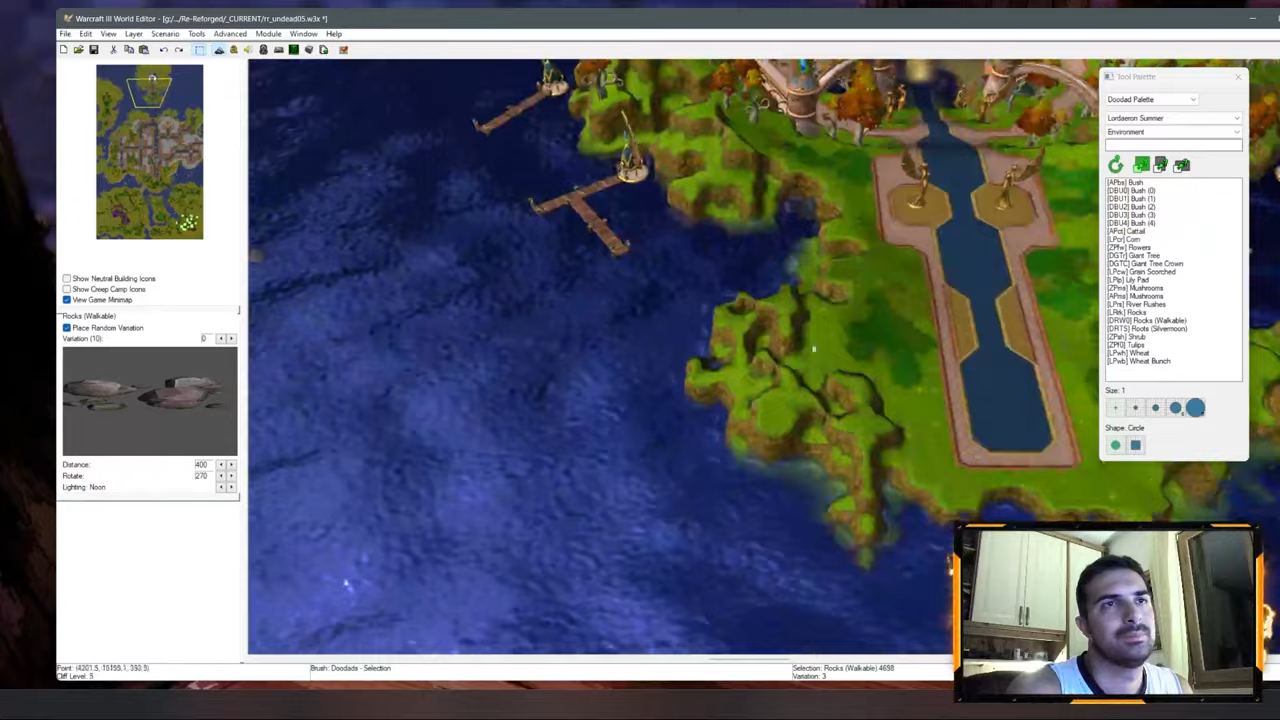 Warcraft III World Editor - [g:/../Re-Reforged/_CURRENT/rr_undead05.w3x *]
File Edit View Layer Scenario Tools Advanced Module Window Help
Show Neutral Building Icons
Show Creep Camp Icons
View Game Minimap
Rocks (Walkable)
Place Random Variation
Variation (10): 0
Distance: 400
Rotate: 270
Lighting: Noon
Tool Palette
Doodad Palette
Lordaeron Summer
Environment
[APbs] Bush
[DBU0] Bush (0)
[DBU1] Bush (1)
[DBU2] Bush (2)
[DBU3] Bush (3)
[DBU4] Bush (4)
[APct] Cattail
[LPcr] Corn
[ZPfw] Flowers
[DGTr] Giant Tree
[DGTC] Giant Tree Crown
[LPcw] Grain Scorched
[LPlp] Lily Pad
[ZPms] Mushrooms
[APms] Mushrooms
[LPrs] River Rushes
[LRrk] Rocks
[DRW0] Rocks (Walkable)
[DRTS] Roots (Silvermoon)
[ZPsh] Shrub
[ZPf0] Tulips
[LPwh] Wheat
[LPwb] Wheat Bunch
Size: 1
Shape: Circle
Brush: Doodads - Selection
Selection: Rocks (Walkable) 4698
Variation: 3